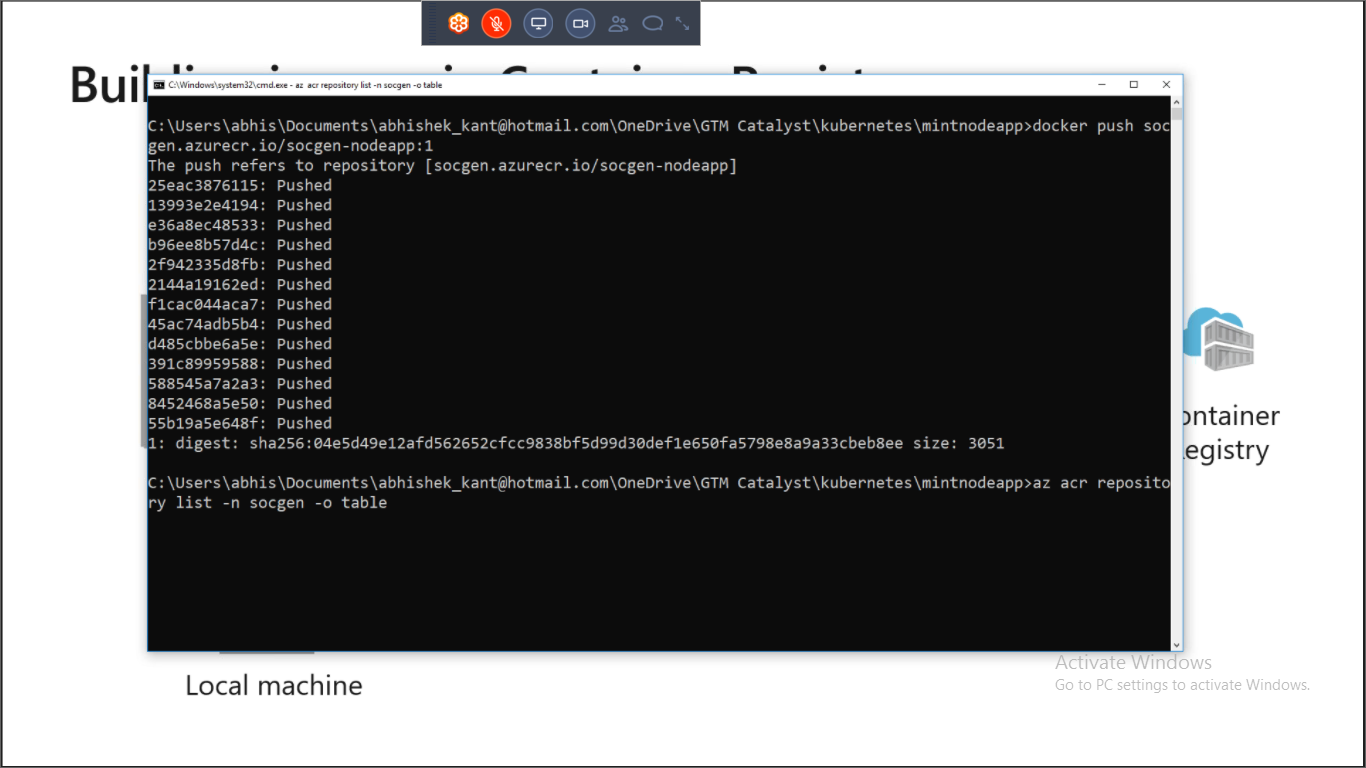 Buil
C:\Windows\system32\cmd.exe - az  acr repository list -n socgen -o table
C:\Users\abhis\Documents\abhishek_kant@hotmail.com\OneDrive\GTM Catalyst\kubernetes\mintnodeapp>docker push soc
gen.azurecr.io/socgen-nodeapp:1
The push refers to repository [socgen.azurecr.io/socgen-nodeapp]
25eac3876115: Pushed
13993e2e4194: Pushed
e36a8ec48533: Pushed
b96ee8b57d4c: Pushed
2f942335d8fb: Pushed
2144a19162ed: Pushed
f1cac044aca7: Pushed
45ac74adb5b4: Pushed
d485cbbe6a5e: Pushed
391c89959588: Pushed
588545a7a2a3: Pushed
8452468a5e50: Pushed
55b19a5e648f: Pushed
1: digest: sha256:04e5d49e12afd562652cfcc9838bf5d99d30def1e650fa5798e8a9a33cbeb8ee size: 3051
C:\Users\abhis\Documents\abhishek_kant@hotmail.com\OneDrive\GTM Catalyst\kubernetes\mintnodeapp>az acr reposito
ry list -n socgen -o table
ontainer
egistry
Local machine
Activate Windows
Go to PC settings to activate Windows.